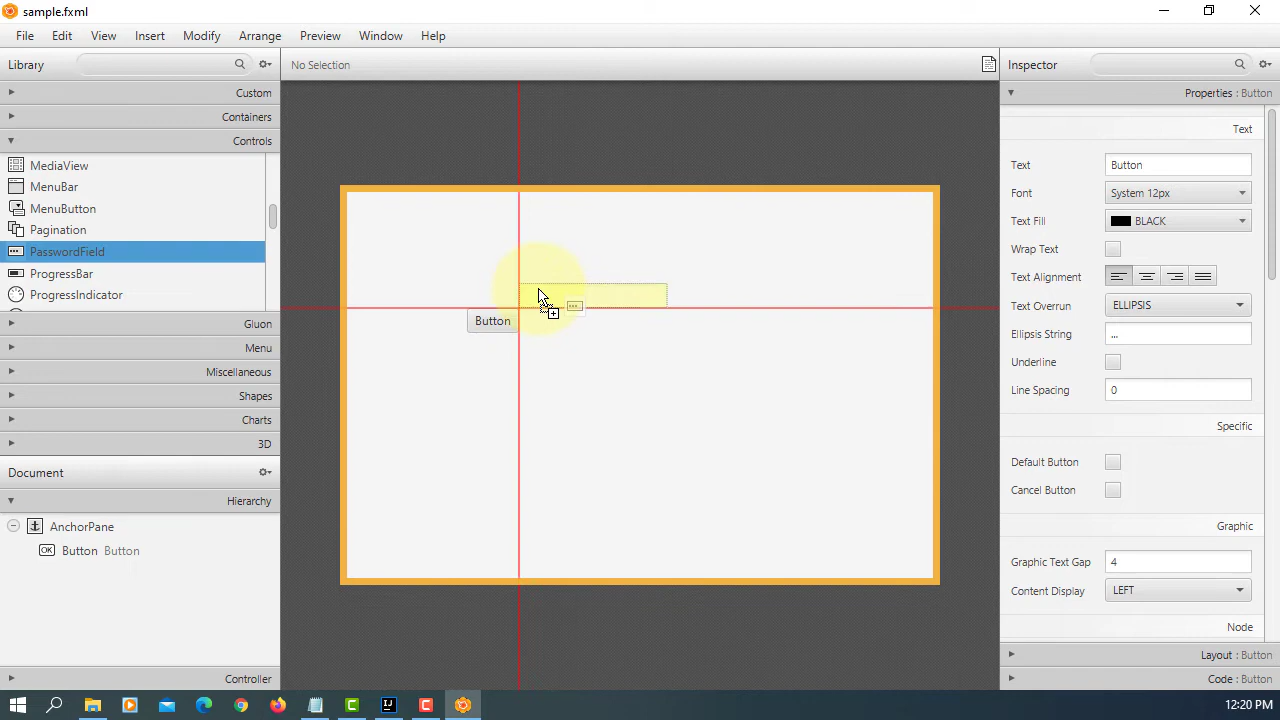 sample.fxml
File Edit View Insert Modify Arrange Preview Window Help
Library
Custom
Containers
Controls
MediaView
MenuBar
MenuButton
Pagination
PasswordField
ProgressBar
ProgressIndicator
Gluon
Menu
Miscellaneous
Shapes
Charts
3D
Document
Hierarchy
AnchorPane
OK Button Button
Controller
No Selection
Button
Inspector
Properties : Button
Text
Text Button
Font System 12px
Text Fill BLACK
Wrap Text
Text Alignment
Text Overrun ELLIPSIS
Ellipsis String ...
Underline
Line Spacing 0
Specific
Default Button
Cancel Button
Graphic
Graphic Text Gap 4
Content Display LEFT
Node
Layout : Button
Code : Button
12:20 PM